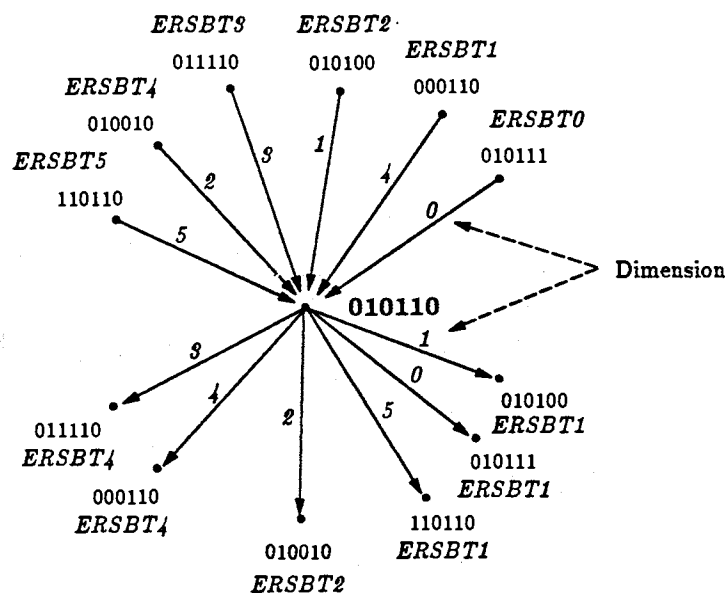 ERSBT3
ERSBT2
011110
010100
ERSBT1
000110
ERSBT4
010010
ERSBT0
010111
ERSBT5
110110
3
1
4
2
0
5
Dimension
010110
3
1
4
0
2
5
010100
ERSBT1
011110
ERSBT4
010111
ERSBT1
000110
ERSBT4
110110
ERSBT1
010010
ERSBT2